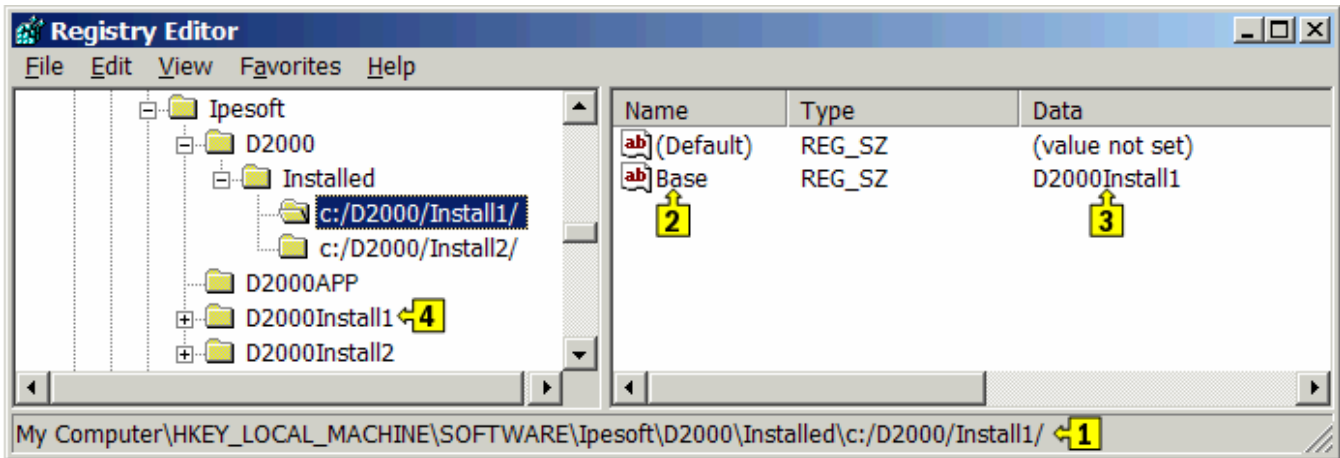 Registry Editor
File Edit View Favorites Help
Ipesoft
D2000
Installed
c:/D2000/Install1/
c:/D2000/Install2/
D2000APP
D2000Install1 4
D2000Install2
Name Type Data
ab (Default) REG_SZ (value not set)
ab Base REG_SZ D2000Install1
2 3
My Computer\HKEY_LOCAL_MACHINE\SOFTWARE\Ipesoft\D2000\Installed\c:/D2000/Install1/ 1